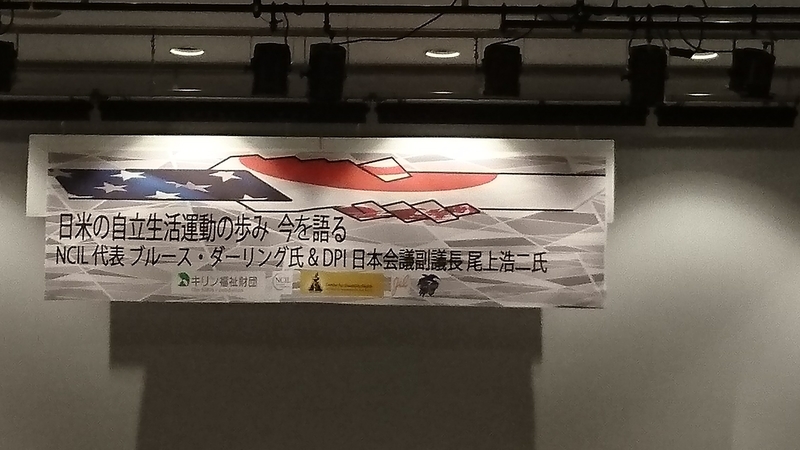 日米の自立生活運動の歩み 今を語る
NCIL 代表 ブルース・ダーリング氏 & DPI 日本会議副議長 尾上浩二氏
キリン福祉財団
NCIL